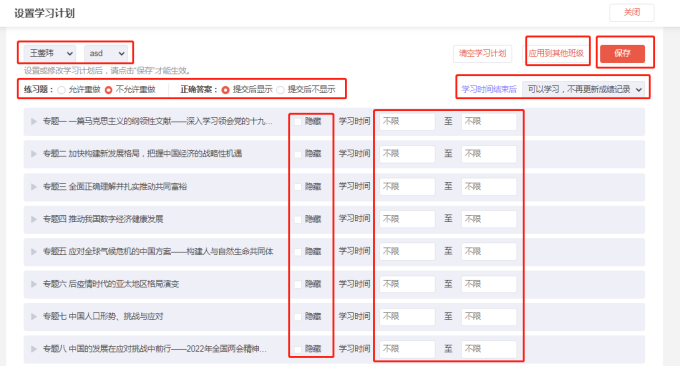 设置学习计划 关闭
王蕾玮 asd 清空学习计划 应用到其他班级 保存
设置或修改学习计划后，请点击“保存”才能生效。
练习题： 允许重做 不允许重做 正确答案： 提交后显示 提交后不显示 学习时间结束后 可以学习，不再更新成绩记录
专题一 一篇马克思主义的纲领性文献——深入学习领会党的十九... 隐藏 学习时间 不限 至 不限
专题二 加快构建新发展格局，把握中国经济的战略性机遇 隐藏 学习时间 不限 至 不限
专题三 全面正确理解并扎实推动共同富裕 隐藏 学习时间 不限 至 不限
专题四 推动我国数字经济健康发展 隐藏 学习时间 不限 至 不限
专题五 应对全球气候危机的中国方案——构建人与自然生命共同体 隐藏 学习时间 不限 至 不限
专题六 后疫情时代的亚太地区格局演变 隐藏 学习时间 不限 至 不限
专题七 中国人口形势、挑战与应对 隐藏 学习时间 不限 至 不限
专题八 中国的发展在应对挑战中前行——2022年全国两会精神... 隐藏 学习时间 不限 至 不限